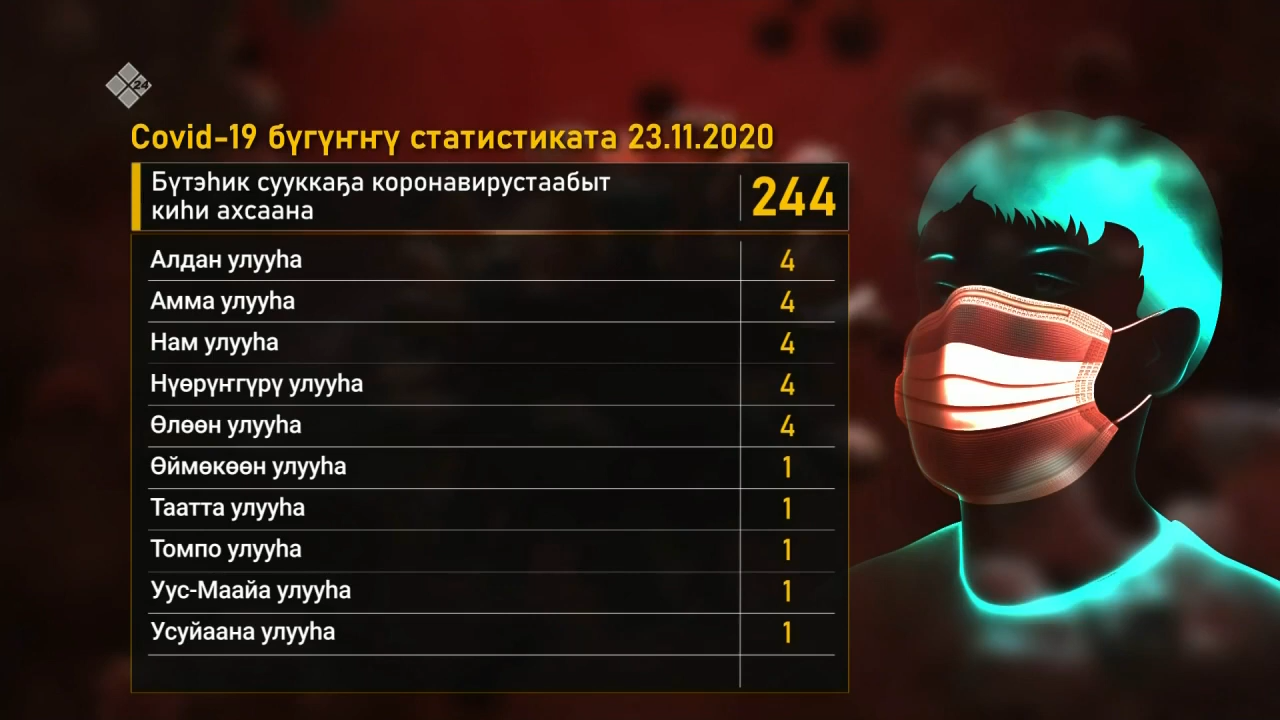 Х24
Covid-19 бүгүҥҥү статистиката 23.11.2020
Бүтэһик сууккаҕа коронавирустаабыт
киһи ахсаана
244
Алдан улууһа 4
Амма улууһа 4
Нам улууһа 4
Нүөрүҥгүрү улууһа 4
Өлөөн улууһа 4
Өймөкөөн улууһа 1
Таатта улууһа 1
Томпо улууһа 1
Уус-Маайа улууһа 1
Усуйаана улууһа 1